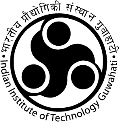 भारतीय प्रौद्योगिकी संस्थान गुवाहाटी
Indian Institute of Technology Guwahati